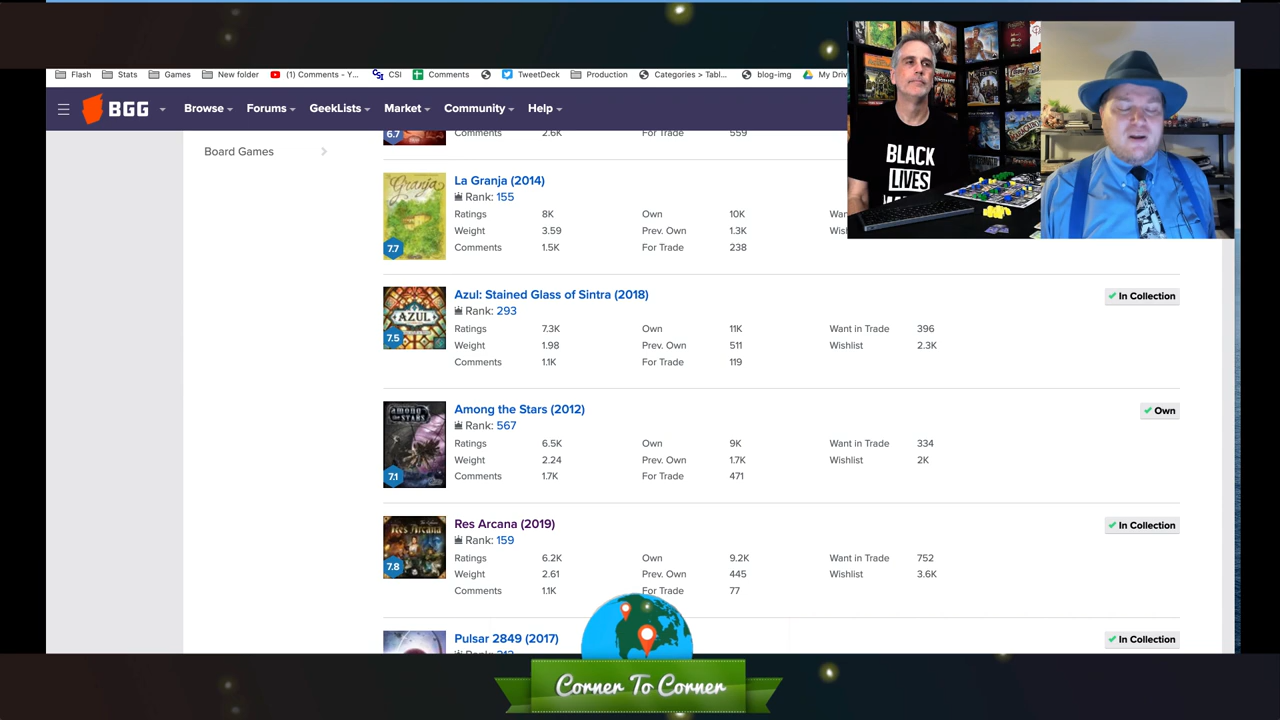 Flash Stats Games New folder (1) Comments - Y... CSI Comments TweetDeck Production Categories > Tabl... blog-img My Driv
BGG Browse Forums GeekLists Market Community Help
Board Games
6.7
Comments 2.6K For Trade 559
La Granja (2014)
Rank: 155
Ratings 8K Own 10K
Weight 3.59 Prev. Own 1.3K
Comments 1.5K For Trade 238
Granja
7.7
BLACK
LIVES
Azul: Stained Glass of Sintra (2018)
In Collection
Rank: 293
Ratings 7.3K Own 11K Want in Trade 396
Weight 1.98 Prev. Own 511 Wishlist 2.3K
Comments 1.1K For Trade 119
AZUL
7.5
Among the Stars (2012)
Own
Rank: 567
Ratings 6.5K Own 9K Want in Trade 334
Weight 2.24 Prev. Own 1.7K Wishlist 2K
Comments 1.7K For Trade 471
among the STARS
7.1
Res Arcana (2019)
In Collection
Rank: 159
Ratings 6.2K Own 9.2K Want in Trade 752
Weight 2.61 Prev. Own 445 Wishlist 3.6K
Comments 1.1K For Trade 77
Res Arcana
7.8
Pulsar 2849 (2017)
In Collection
Corner To Corner